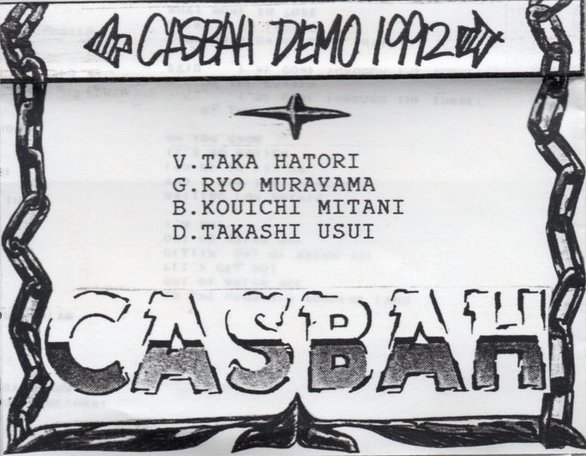 CASBAH DEMO 1992
V.TAKA HATORI
G.RYO MURAYAMA
B.KOUICHI MITANI
D.TAKASHI USUI
CASBAH